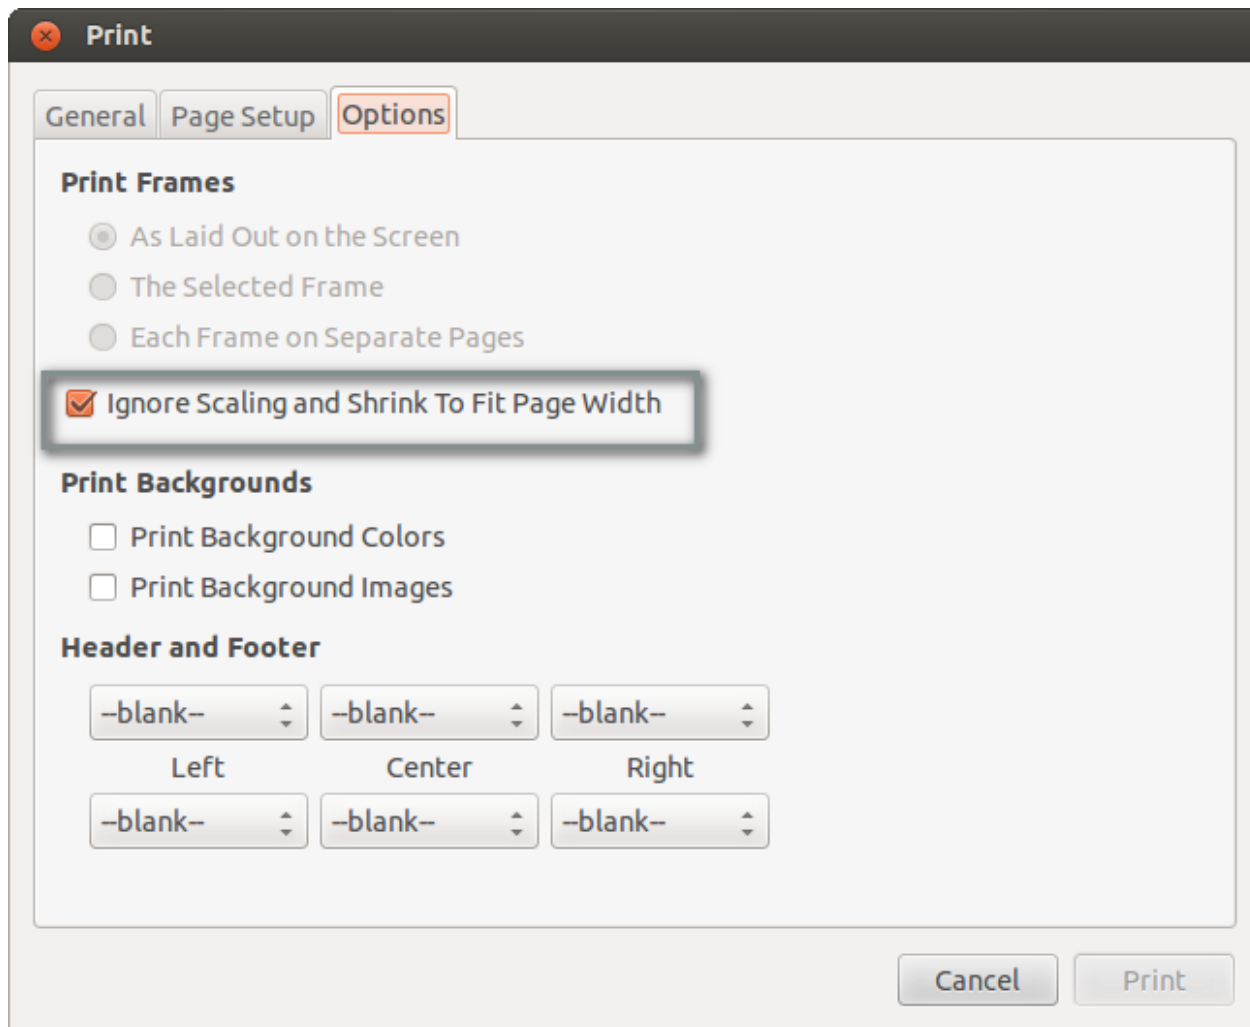 Print
General Page Setup Options
Print Frames
As Laid Out on the Screen
The Selected Frame
Each Frame on Separate Pages
Ignore Scaling and Shrink To Fit Page Width
Print Backgrounds
Print Background Colors
Print Background Images
Header and Footer
--blank-- --blank-- --blank--
Left Center Right
--blank-- --blank-- --blank--
Cancel Print